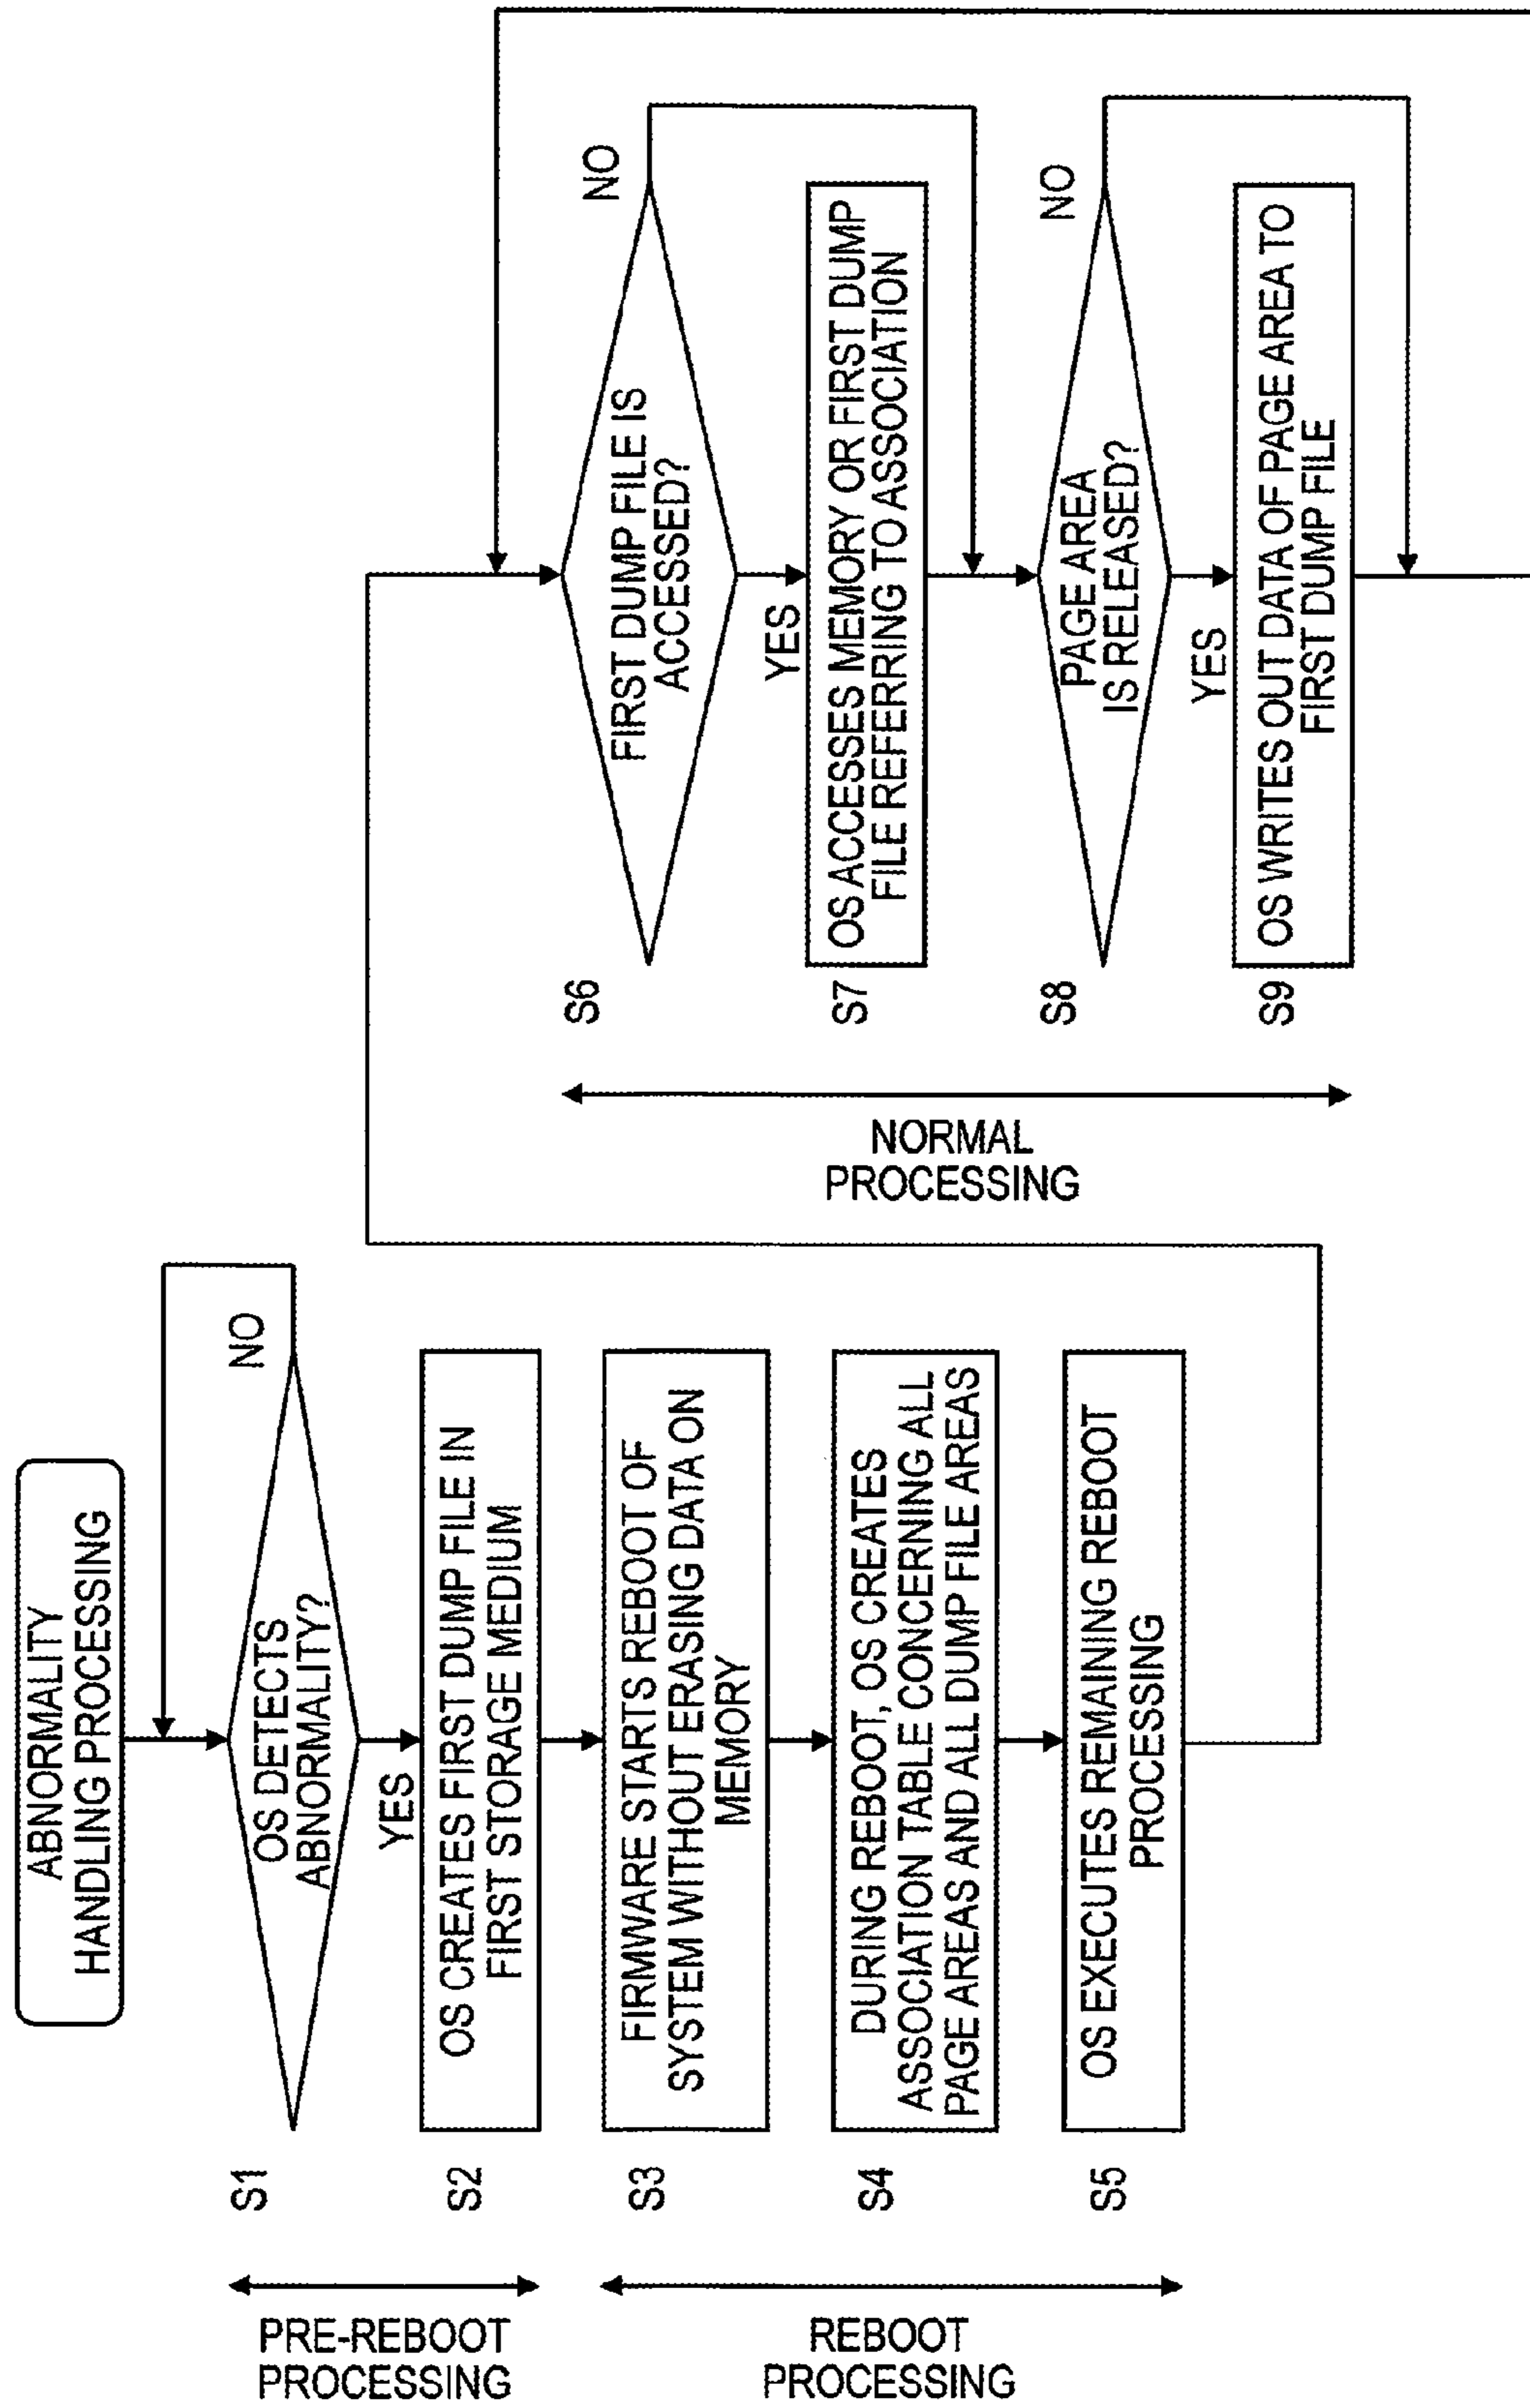 ABNORMALITY
HANDLING PROCESSING
S1
OS DETECTS
ABNORMALITY?
NO
YES
S2
OS CREATES FIRST DUMP FILE IN
FIRST STORAGE MEDIUM
PRE-REBOOT
PROCESSING
S3
FIRMWARE STARTS REBOOT OF
SYSTEM WITHOUT ERASING DATA ON
MEMORY
S4
DURING REBOOT, OS CREATES
ASSOCIATION TABLE CONCERNING ALL
PAGE AREAS AND ALL DUMP FILE AREAS
S5
OS EXECUTES REMAINING REBOOT
PROCESSING
REBOOT
PROCESSING
S6
FIRST DUMP FILE IS
ACCESSED?
NO
YES
S7
OS ACCESSES MEMORY OR FIRST DUMP
FILE REFERRING TO ASSOCIATION
S8
PAGE AREA
IS RELEASED?
NO
YES
S9
OS WRITES OUT DATA OF PAGE AREA TO
FIRST DUMP FILE
NORMAL
PROCESSING